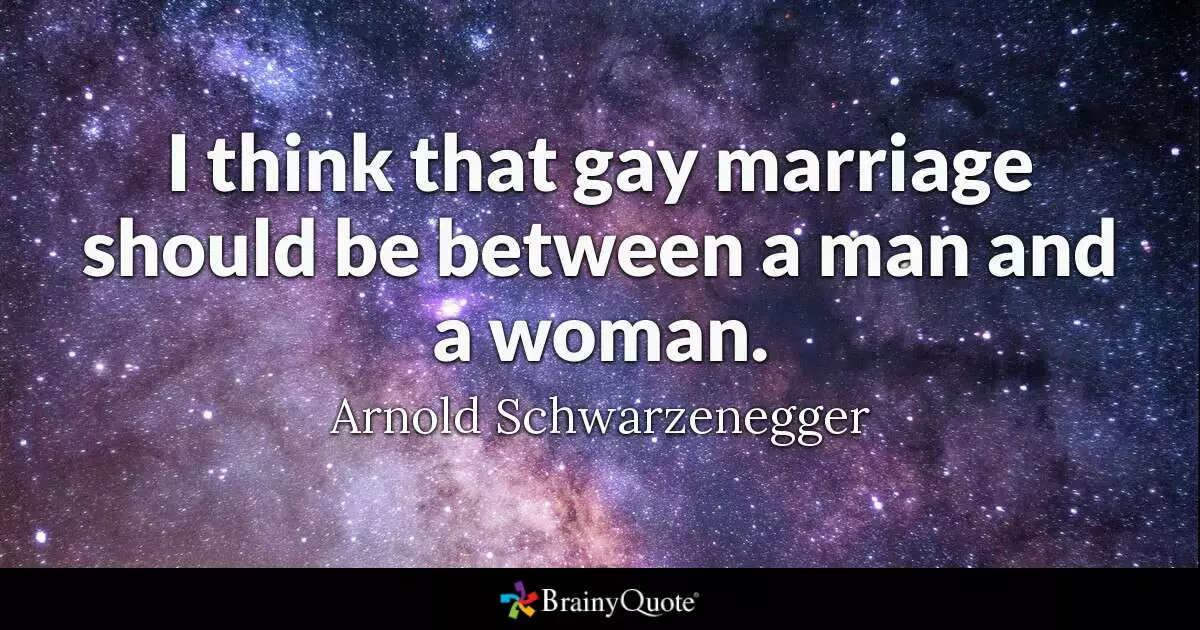 I think that gay marriage
should be between a man and
a woman.
Arnold Schwarzenegger
BrainyQuote®